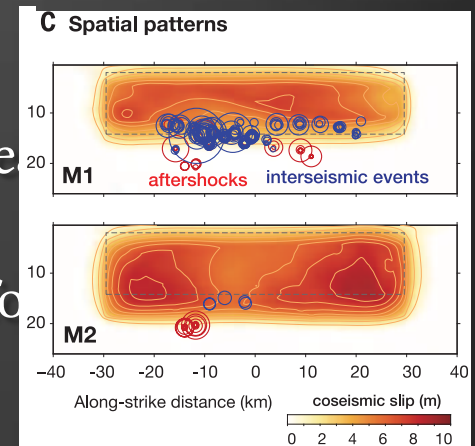 C Spatial patterns
10
20
M1
aftershocks
interseismic events
10
20
M2
-40 -30 -20 -10 0 10 20 30 40
Along-strike distance (km)
coseismic slip (m)
0 2 4 6 8 10